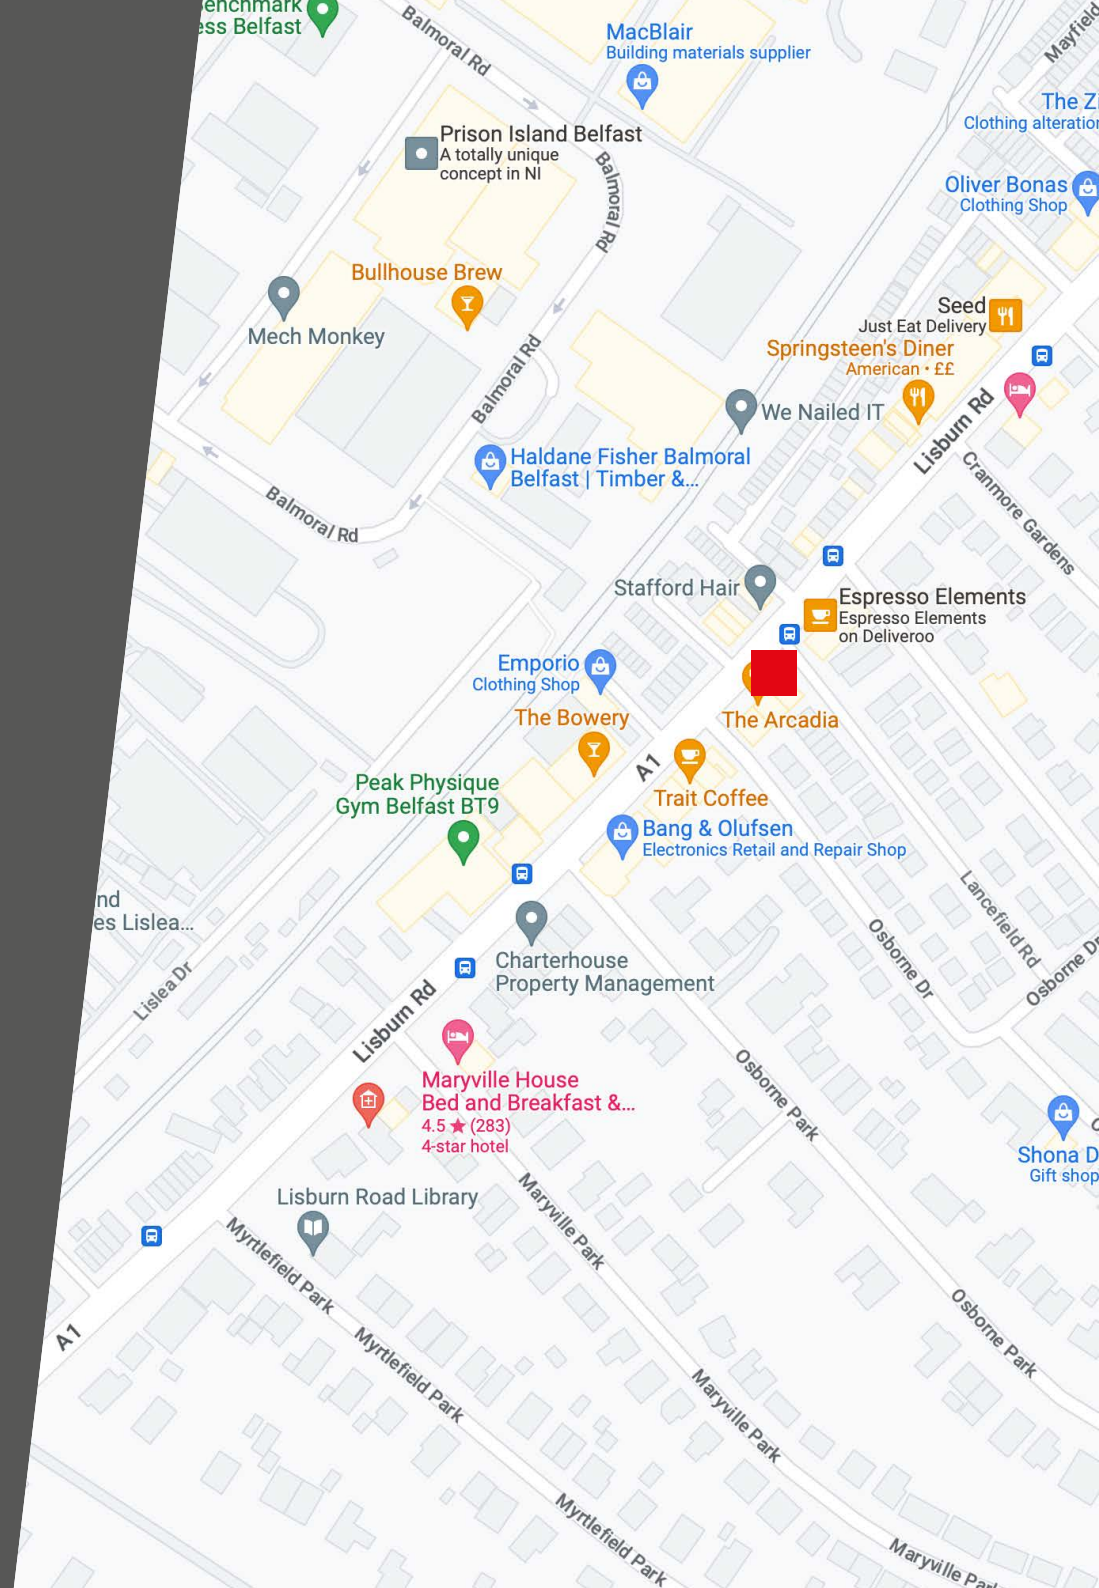 enchmark
ess Belfast
Balmoral Rd
MacBlair
Building materials supplier
Mayfield
The Zi
Clothing alteration
Prison Island Belfast
A totally unique
concept in NI
Balmoral Rd
Oliver Bonas
Clothing Shop
Bullhouse Brew
Mech Monkey
Seed
Just Eat Delivery
Springsteen's Diner
American • ££
Balmoral Rd
We Nailed IT
Lisburn Rd
Haldane Fisher Balmoral
Belfast | Timber &...
Cranmore Gardens
Balmoral Rd
Stafford Hair
Espresso Elements
Espresso Elements
on Deliveroo
Emporio
Clothing Shop
The Bowery
The Arcadia
A1
Peak Physique
Gym Belfast BT9
Trait Coffee
Bang & Olufsen
Electronics Retail and Repair Shop
nd
es Lislea...
Lancefield Rd
Osborne Dr
Osborne Dr
Charterhouse
Property Management
Lislea Dr
Lisburn Rd
Maryville House
Bed and Breakfast &...
4.5 ★ (283)
4-star hotel
Osborne Park
Shona D
Gift shop
Lisburn Road Library
Maryville Park
Myrtlefield Park
A1
Osborne Park
Myrtlefield Park
Maryville Park
Myrtlefield Park
Maryville Par